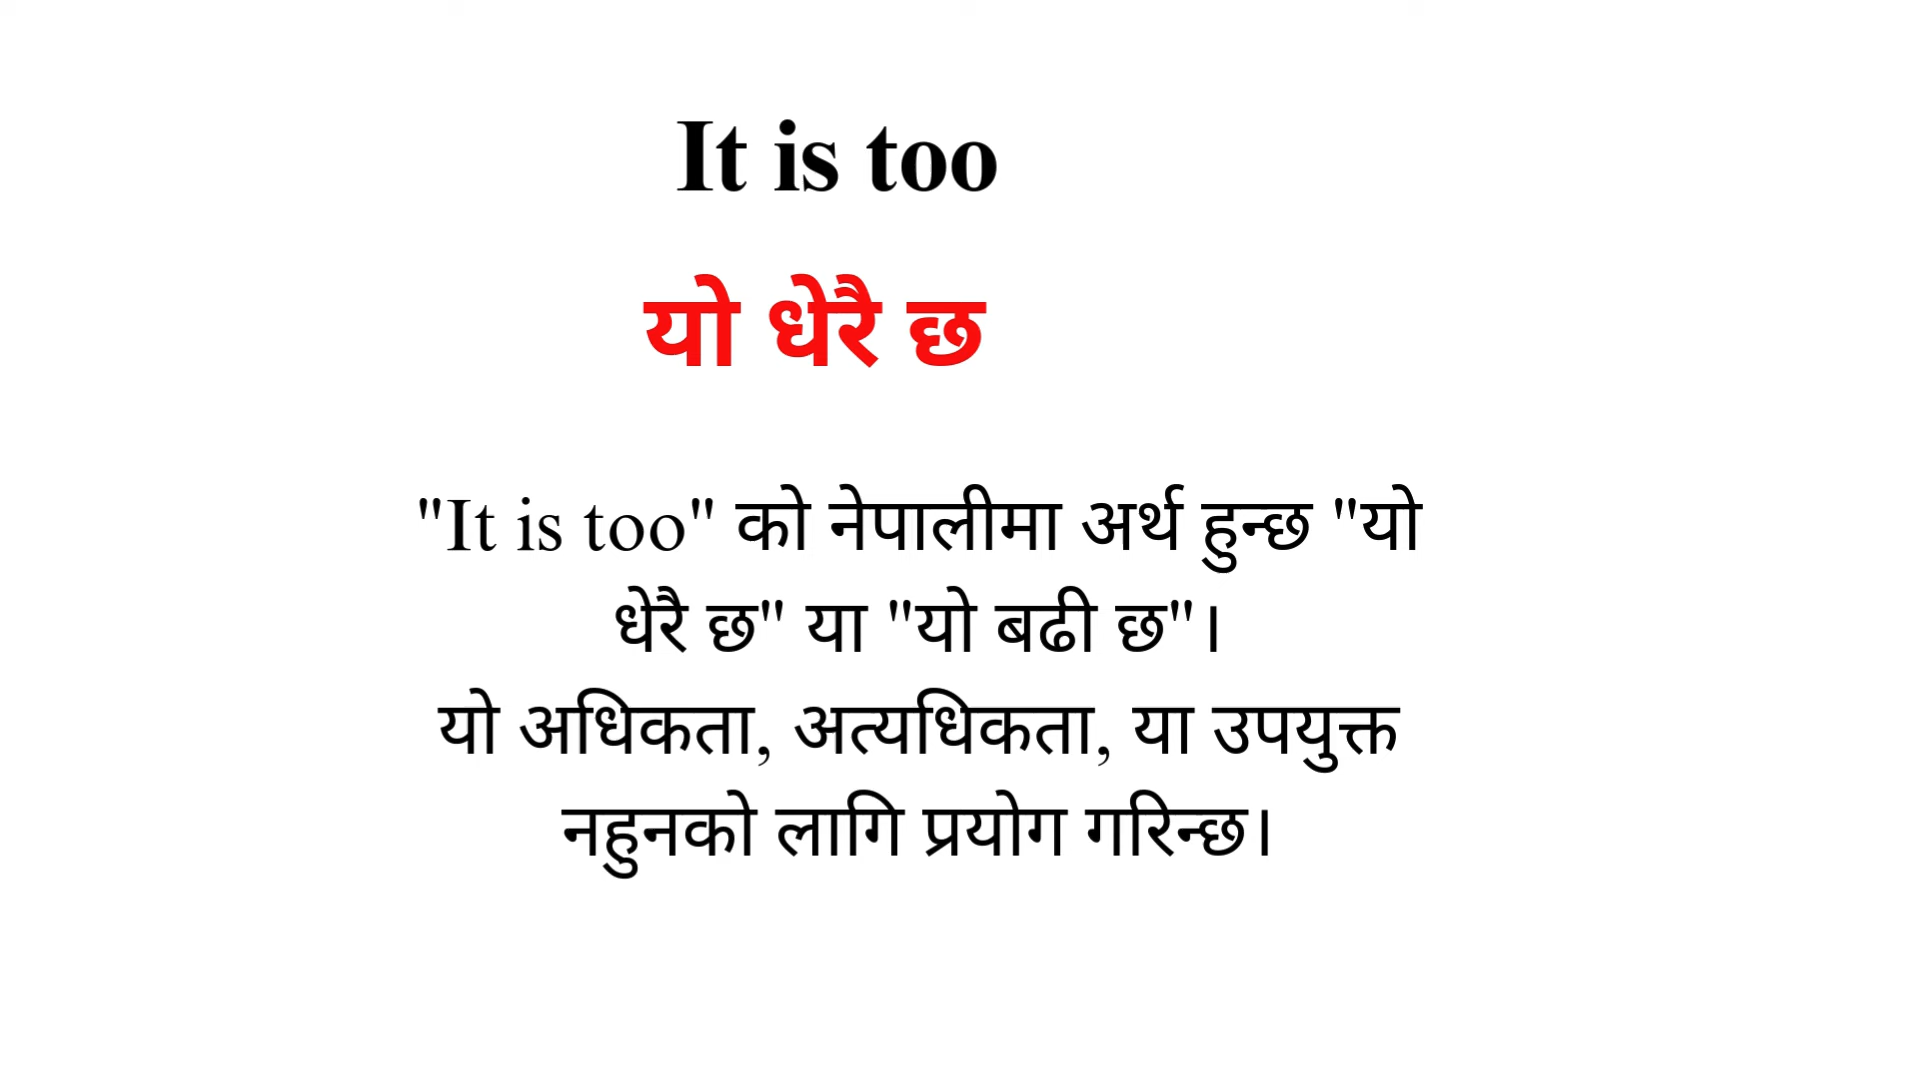 It is too
यो धेरै छ
"It is too" को नेपालीमा अर्थ हुन्छ "यो
धेरै छ" या "यो बढी छ"।
यो अधिकता, अत्यधिकता, या उपयुक्त
नहुनको लागि प्रयोग गरिन्छ।